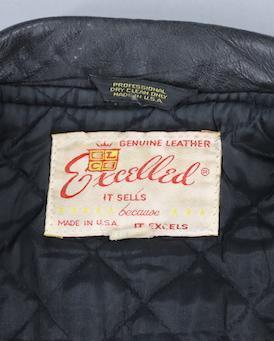 PROFESSIONAL
DRY CLEAN ONLY
MADE IN U.S.A.
GENUINE LEATHER
Excelled®
IT SELLS
because
MADE IN U.S.A.
IT EXCELS